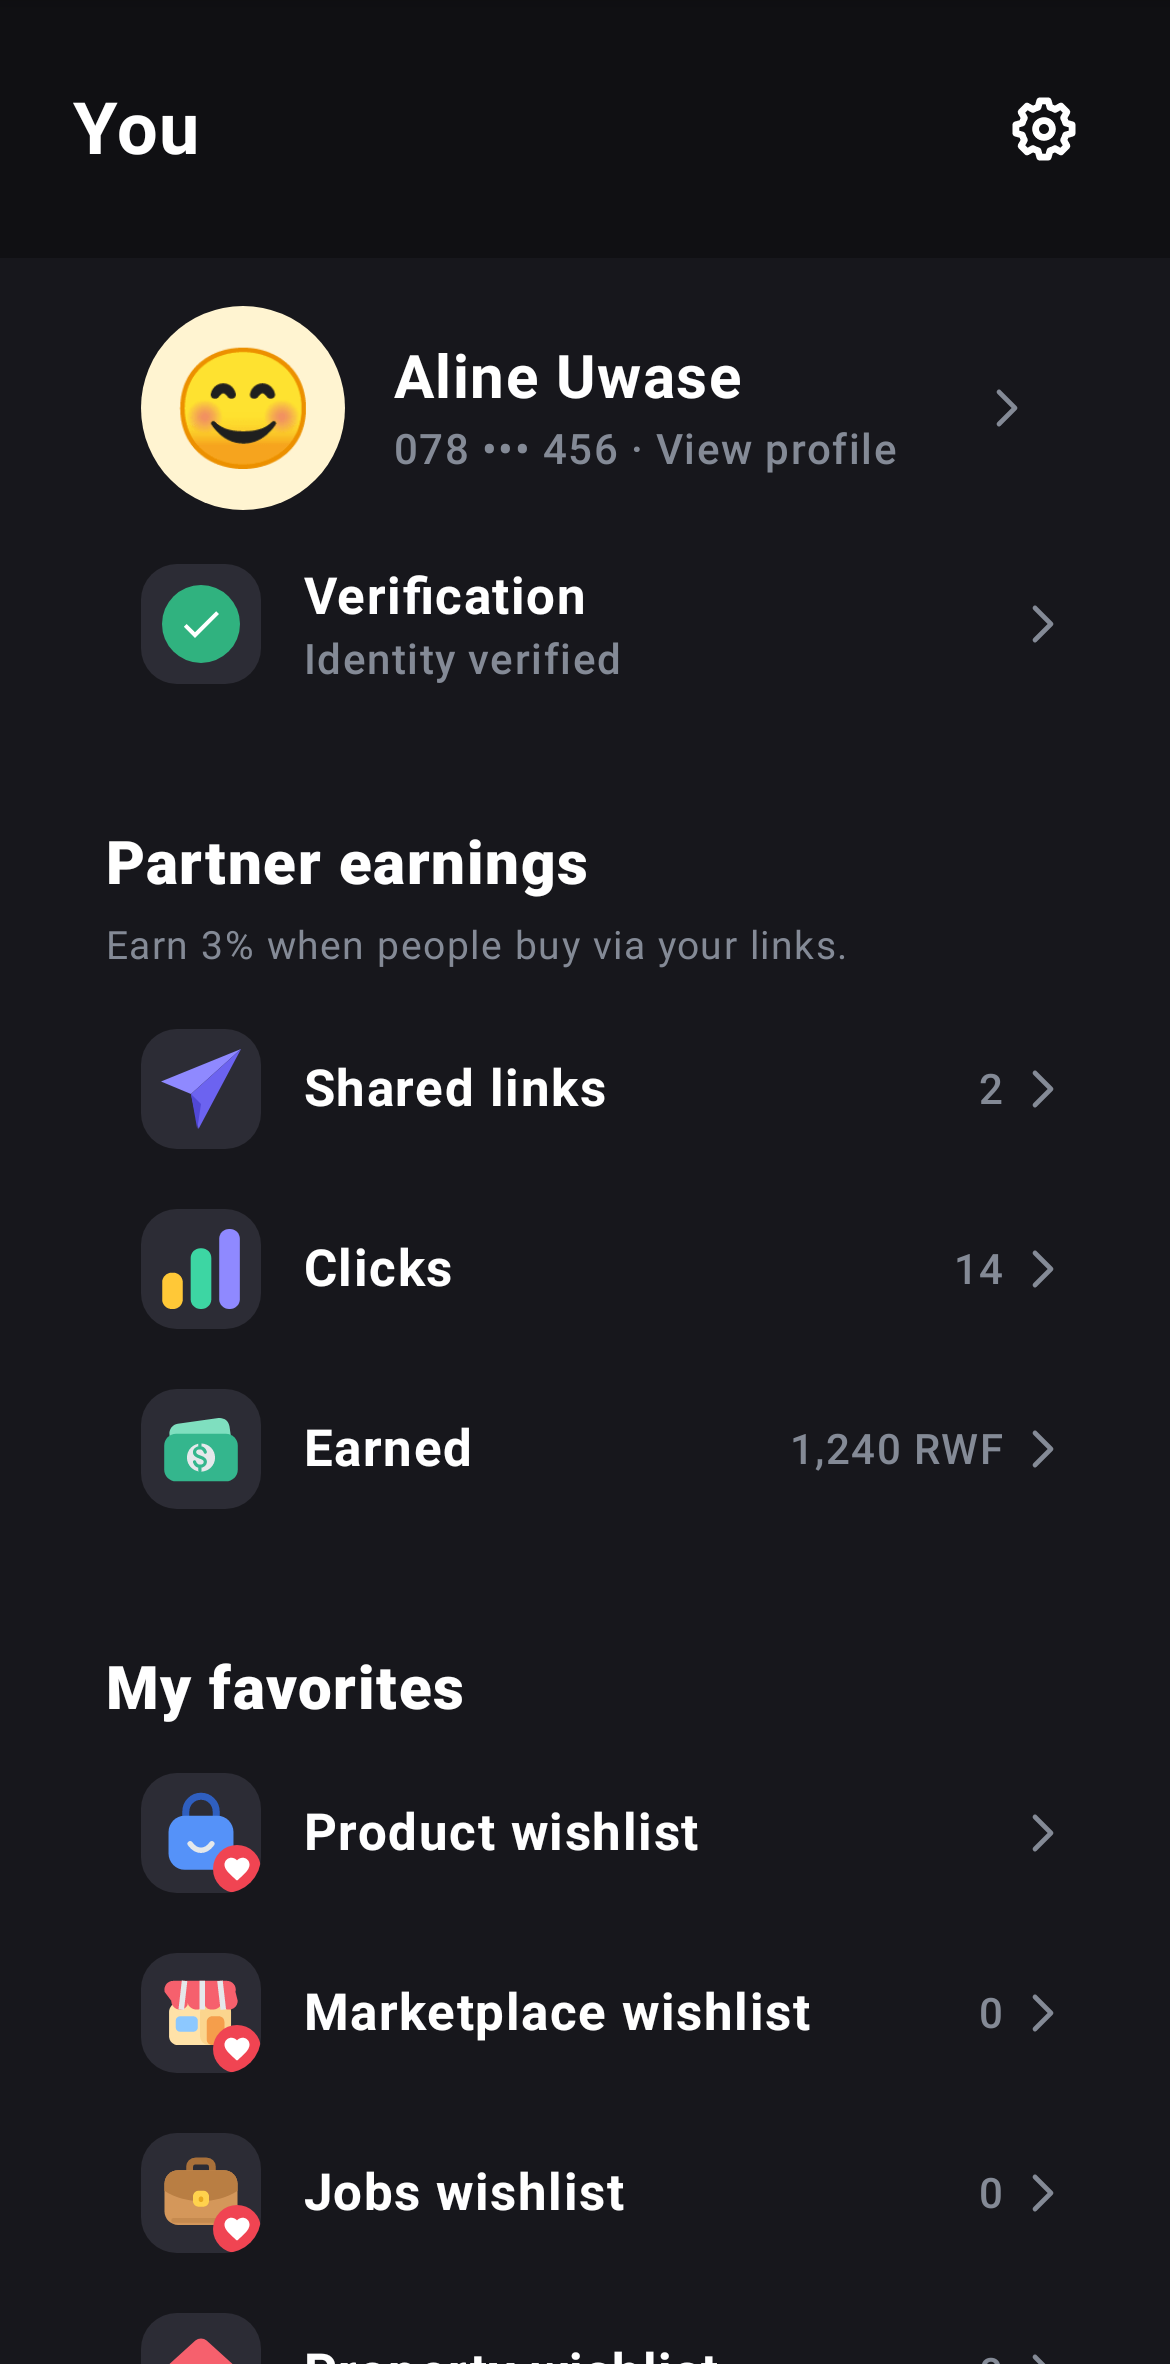 You
Aline Uwase
078 ••• 456 · View profile
Verification
Identity verified
Partner earnings
Earn 3% when people buy via your links.
Shared links 2
Clicks 14
Earned 1,240 RWF
My favorites
Product wishlist
Marketplace wishlist 0
Jobs wishlist 0
Property wishlist